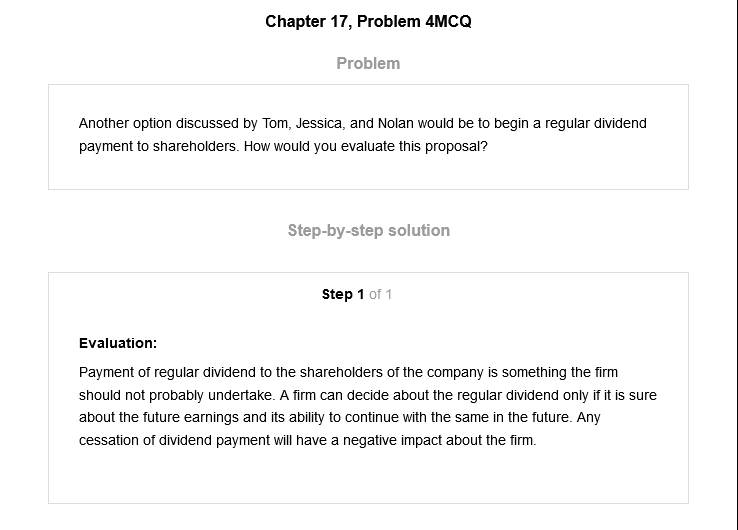 Chapter 17, Problem 4MCQ
Problem
Another option discussed by Tom, Jessica, and Nolan would be to begin a regular dividend
payment to shareholders. How would you evaluate this proposal?
Step-by-step solution
Step 1 of 1
Evaluation:
Payment of regular dividend to the shareholders of the company is something the firm
should not probably undertake. A firm can decide about the regular dividend only if it is sure
about the future earnings and its ability to continue with the same in the future. Any
cessation of dividend payment will have a negative impact about the firm.